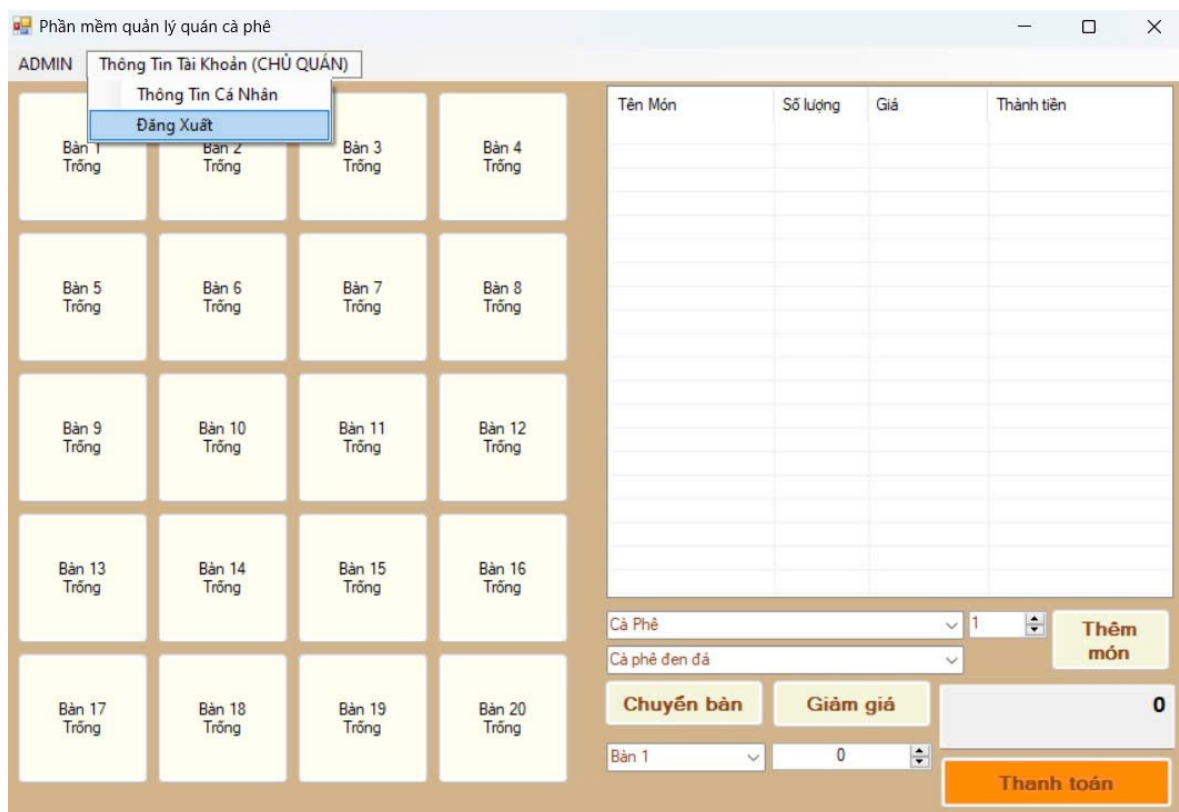 Phần mềm quản lý quán cà phê
ADMIN Thông Tin Tài Khoản (CHỦ QUÁN)
Thông Tin Cá Nhân
Đăng Xuất
Bàn 1 Bàn 2 Bàn 3 Bàn 4
Trống Trống Trống Trống
Bàn 5 Bàn 6 Bàn 7 Bàn 8
Trống Trống Trống Trống
Bàn 9 Bàn 10 Bàn 11 Bàn 12
Trống Trống Trống Trống
Bàn 13 Bàn 14 Bàn 15 Bàn 16
Trống Trống Trống Trống
Bàn 17 Bàn 18 Bàn 19 Bàn 20
Trống Trống Trống Trống
Tên Món Số lượng Giá Thành tiền
Cà Phê 1
Thêm
món
Cà phê đen đá
Chuyển bàn Giảm giá 0
Bàn 1 0
Thanh toán